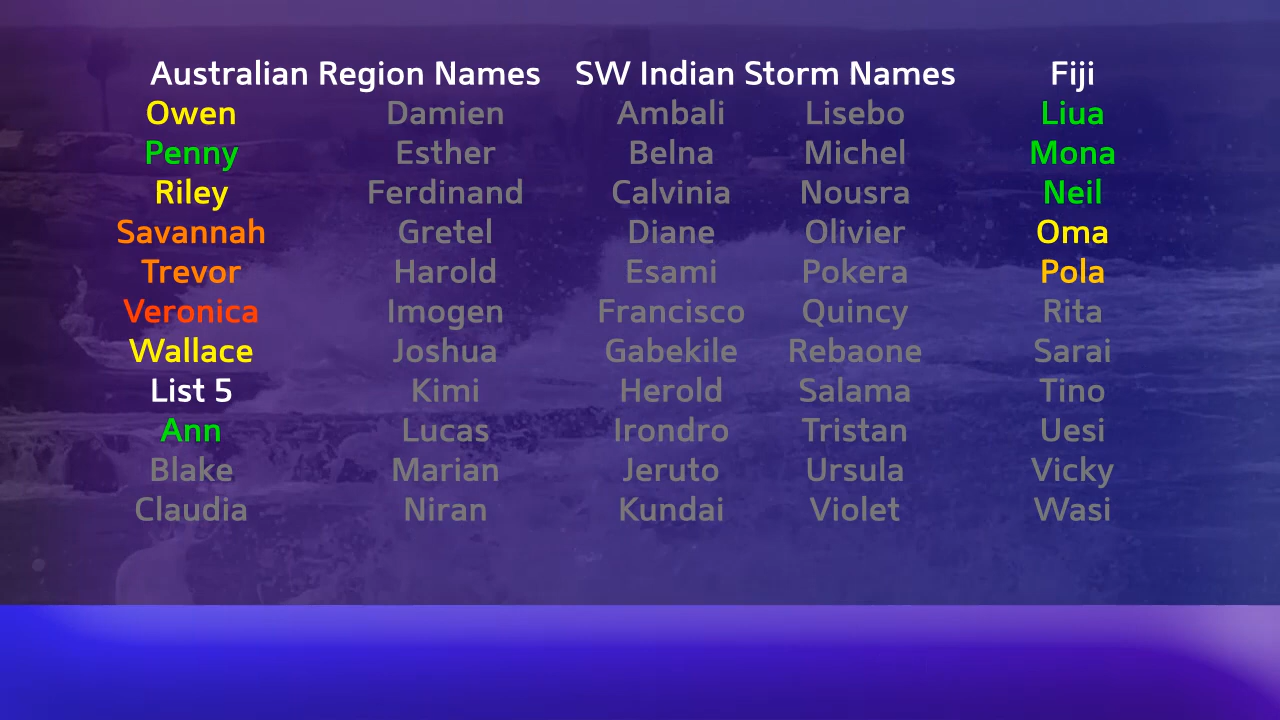 Australian Region Names SW Indian Storm Names Fiji
Owen Damien Ambali Lisebo Liua
Penny Esther Belna Michel Mona
Riley Ferdinand Calvinia Nousra Neil
Savannah Gretel Diane Olivier Oma
Trevor Harold Esami Pokera Pola
Veronica Imogen Francisco Quincy Rita
Wallace Joshua Gabekile Rebaone Sarai
List 5 Kimi Herold Salama Tino
Ann Lucas Irondro Tristan Uesi
Blake Marian Jeruto Ursula Vicky
Claudia Niran Kundai Violet Wasi